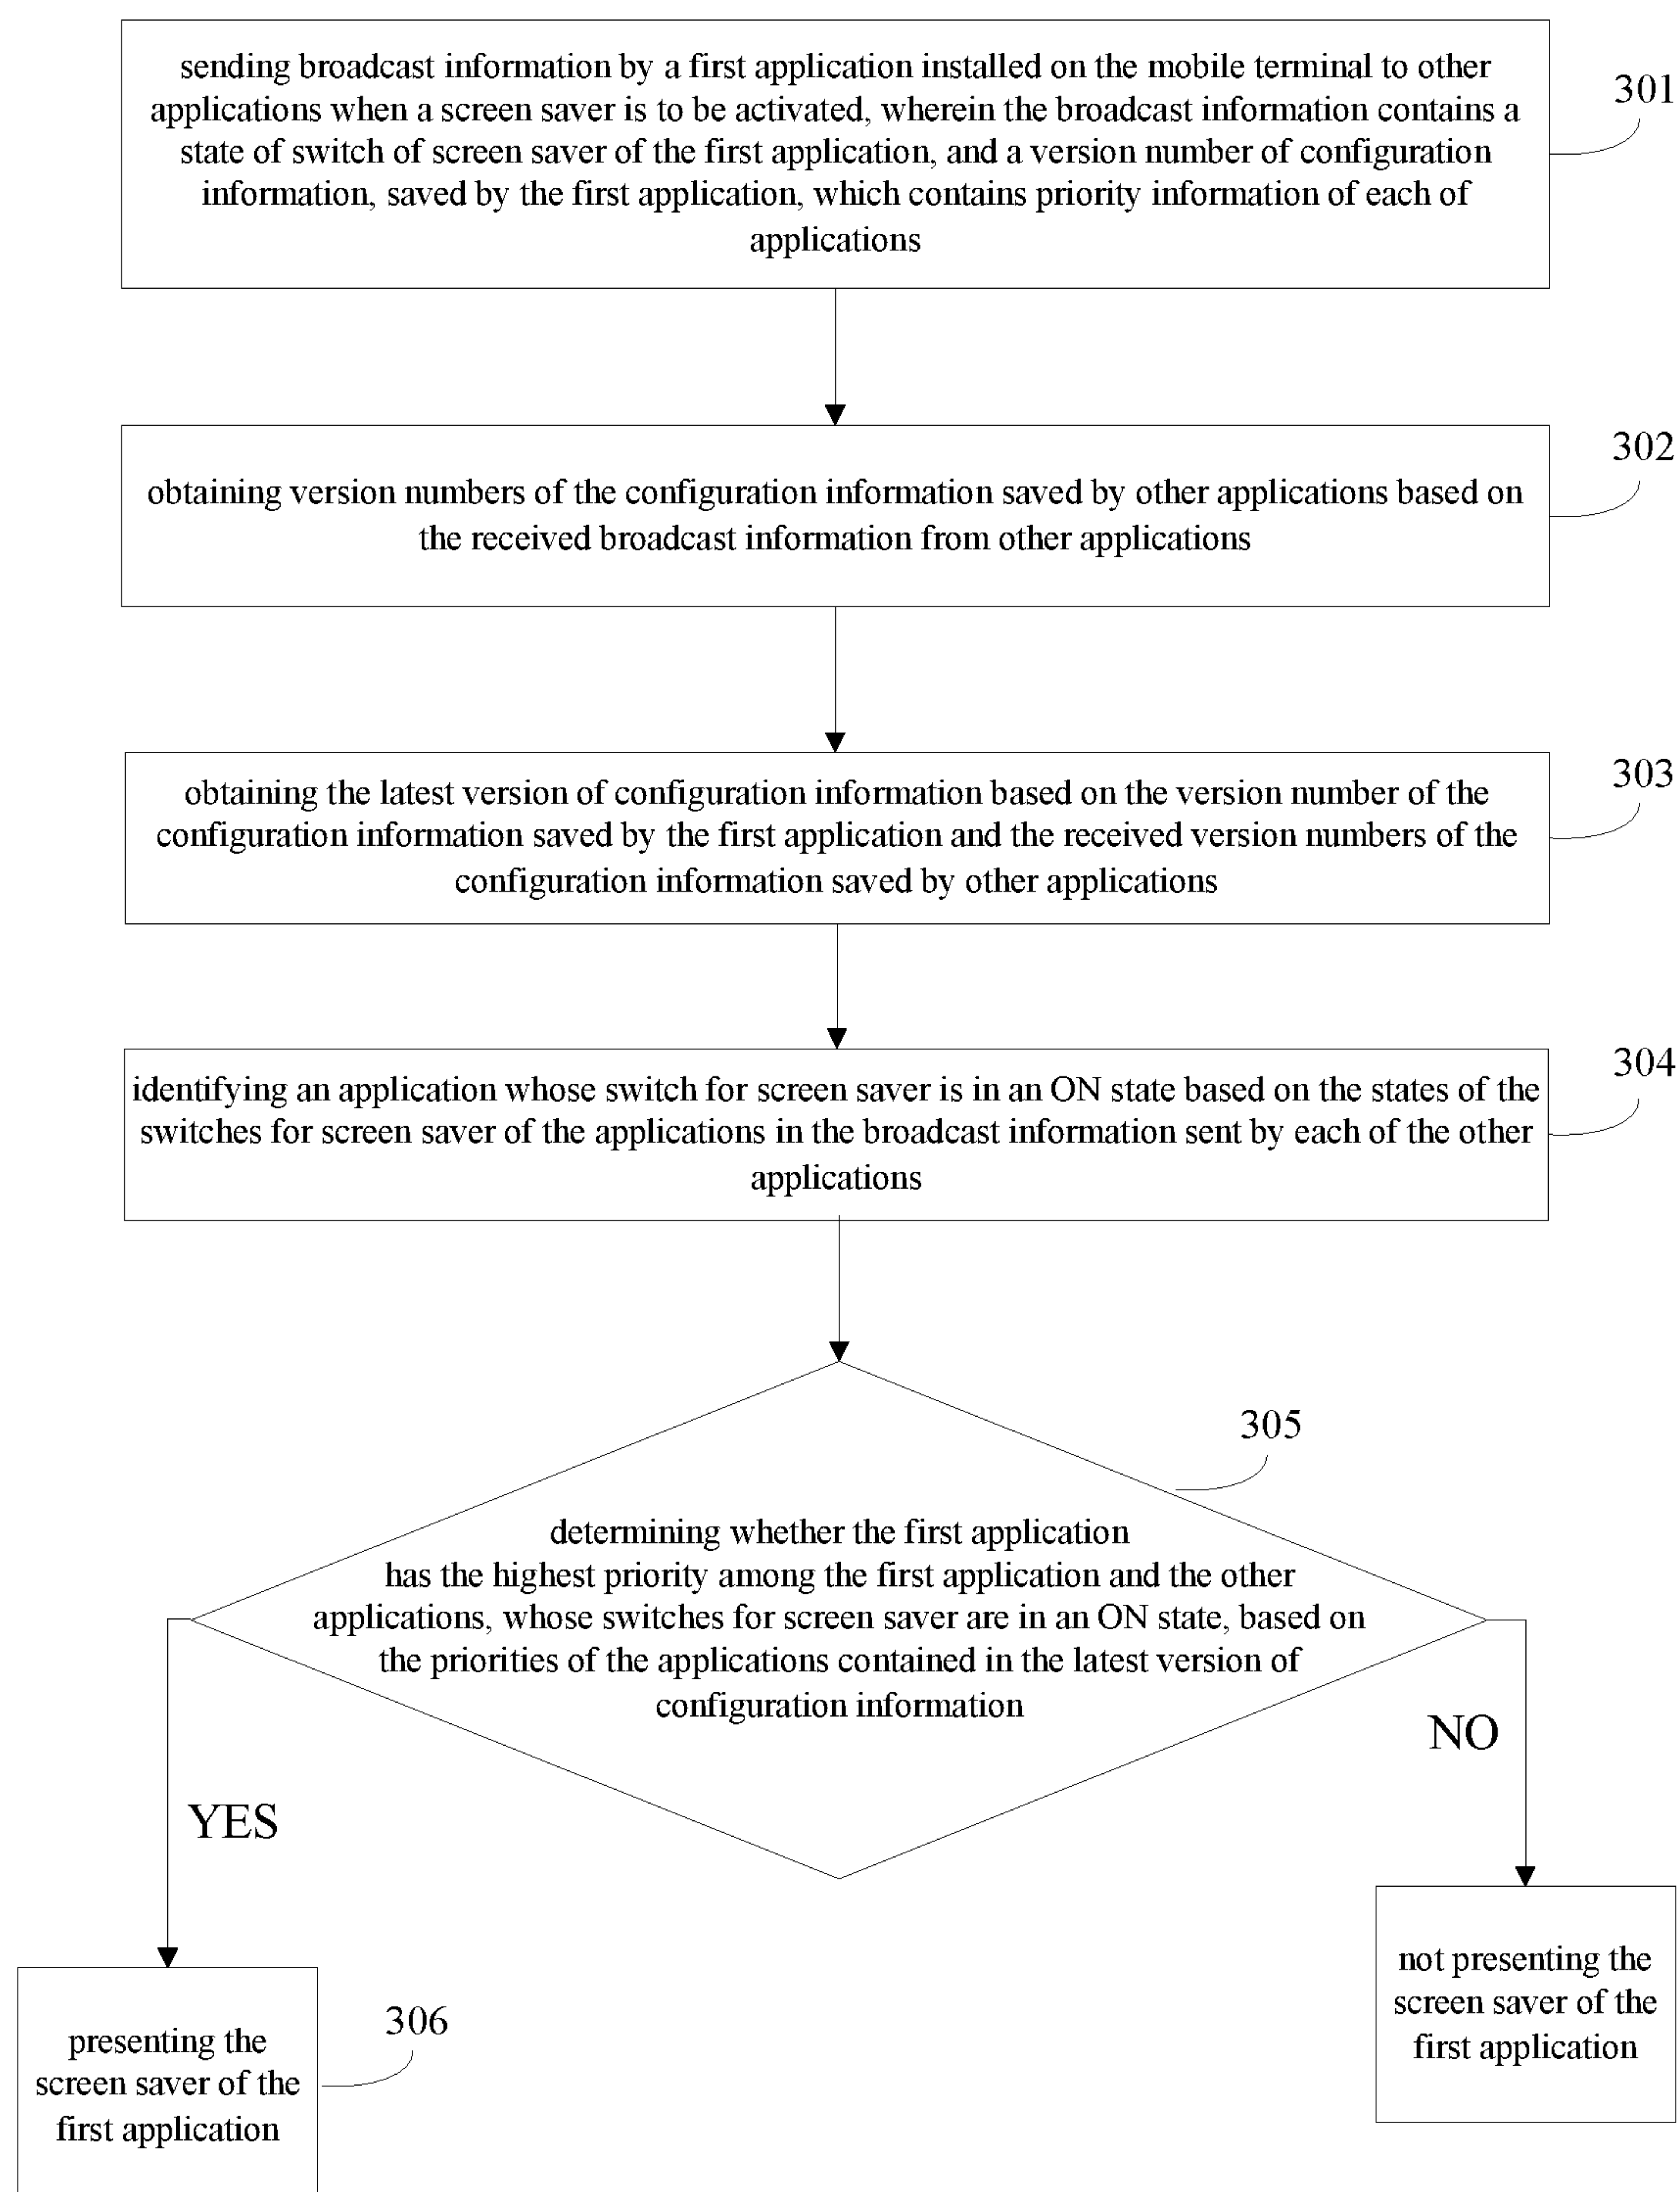 sending broadcast information by a first application installed on the mobile terminal to other
applications when a screen saver is to be activated, wherein the broadcast information contains a
state of switch of screen saver of the first application, and a version number of configuration
information, saved by the first application, which contains priority information of each of
applications
301
302
obtaining version numbers of the configuration information saved by other applications based on
the received broadcast information from other applications
303
obtaining the latest version of configuration information based on the version number of the
configuration information saved by the first application and the received version numbers of the
configuration information saved by other applications
304
identifying an application whose switch for screen saver is in an ON state based on the states of the
switches for screen saver of the applications in the broadcast information sent by each of the other
applications
305
determining whether the first application
has the highest priority among the first application and the other
applications, whose switches for screen saver are in an ON state, based on
the priorities of the applications contained in the latest version of
configuration information
NO
YES
not presenting the
screen saver of the
first application
306
presenting the
screen saver of the
first application